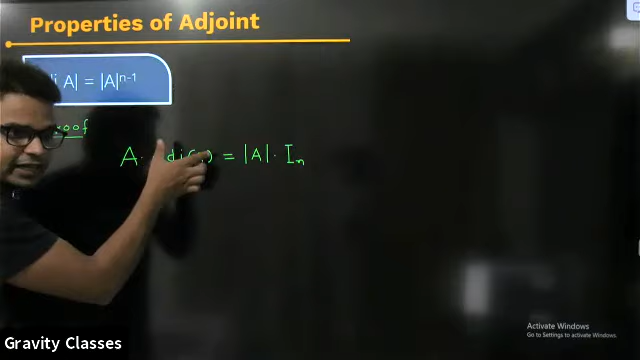 Properties of Adjoint
A| = |A|ⁿ⁻¹
A · = |A| · Iₙ
Activate Windows
Go to Settings to activate Windows.
Gravity Classes